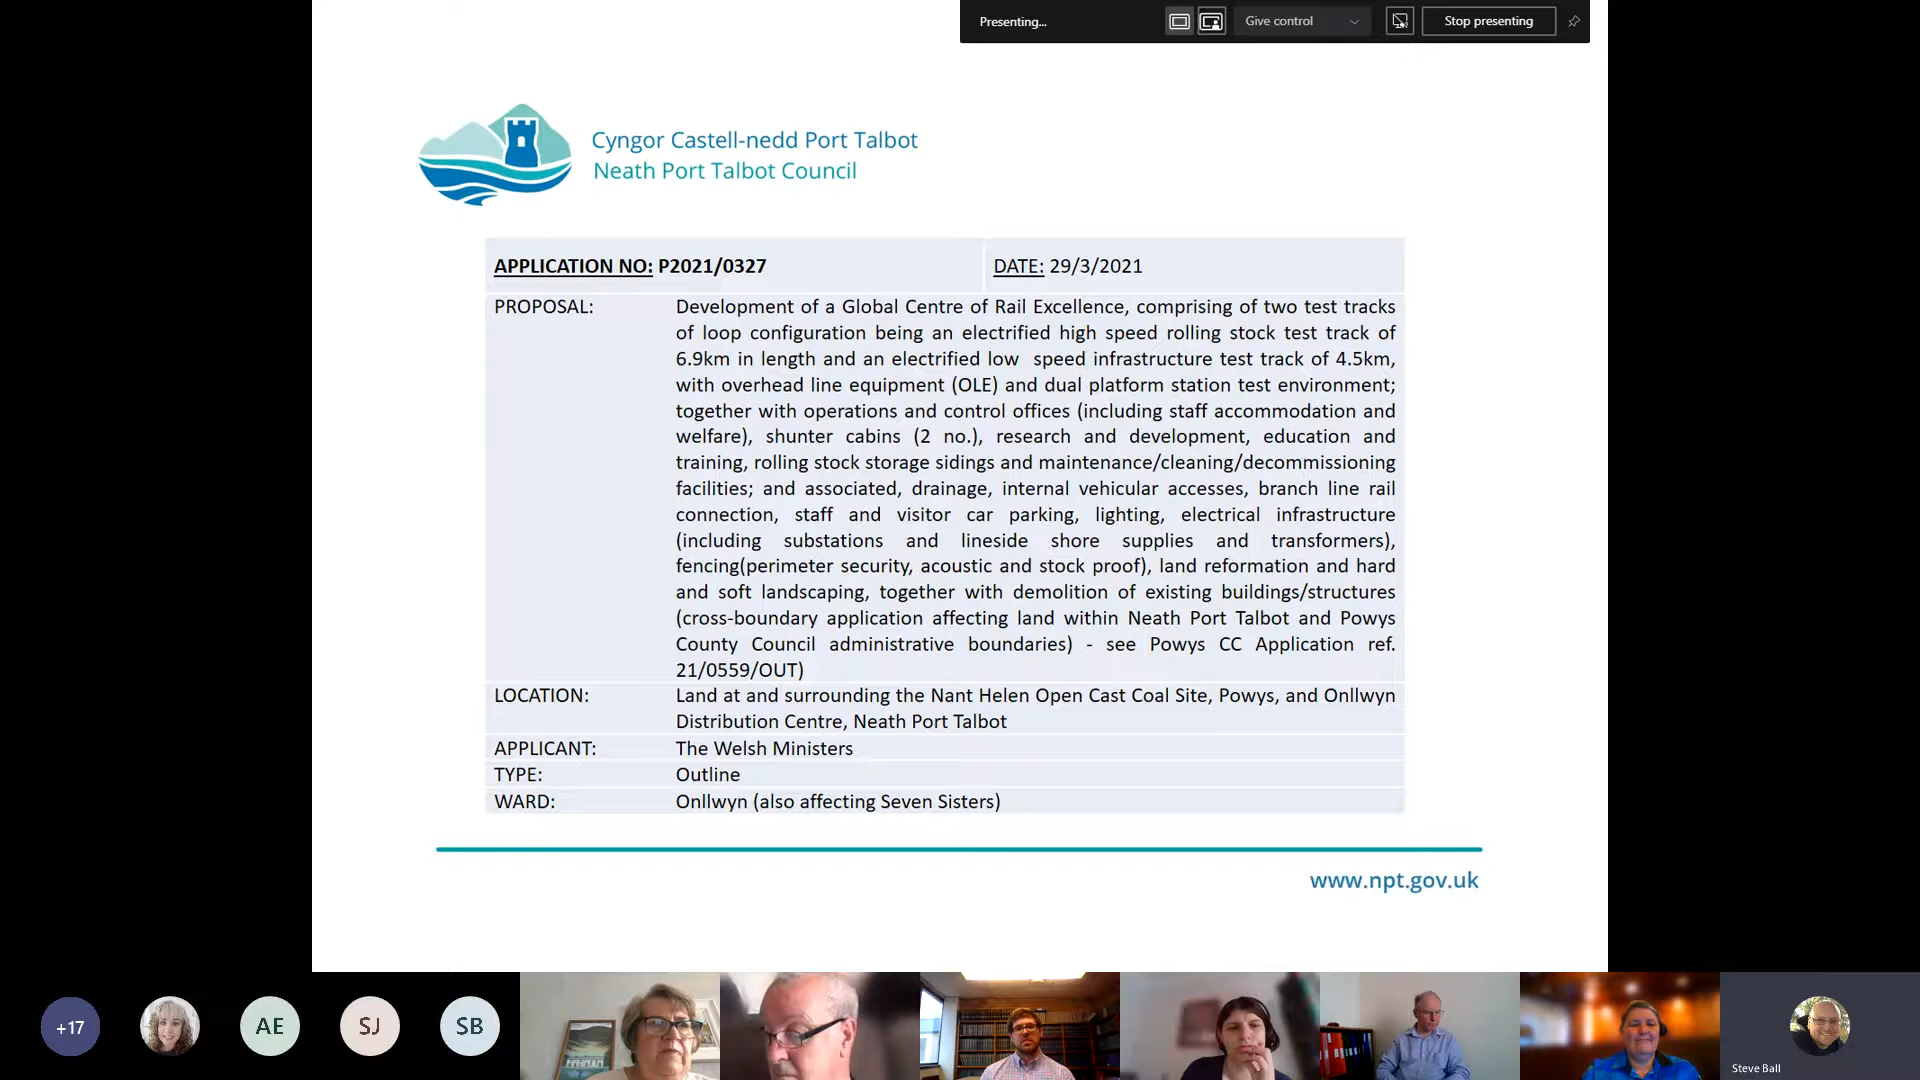 Presenting...
Give control
Stop presenting
Cyngor Castell-nedd Port Talbot
Neath Port Talbot Council
APPLICATION NO: P2021/0327
DATE: 29/3/2021
PROPOSAL:
Development of a Global Centre of Rail Excellence, comprising of two test tracks
of loop configuration being an electrified high speed rolling stock test track of
6.9km in length and an electrified low speed infrastructure test track of 4.5km,
with overhead line equipment (OLE) and dual platform station test environment;
together with operations and control offices (including staff accommodation and
welfare), shunter cabins (2 no.), research and development, education and
training, rolling stock storage sidings and maintenance/cleaning/decommissioning
facilities; and associated, drainage, internal vehicular accesses, branch line rail
connection, staff and visitor car parking, lighting, electrical infrastructure
(including substations and lineside shore supplies and transformers),
fencing(perimeter security, acoustic and stock proof), land reformation and hard
and soft landscaping, together with demolition of existing buildings/structures
(cross-boundary application affecting land within Neath Port Talbot and Powys
County Council administrative boundaries) - see Powys CC Application ref.
21/0559/OUT)
LOCATION:
Land at and surrounding the Nant Helen Open Cast Coal Site, Powys, and Onllwyn
Distribution Centre, Neath Port Talbot
APPLICANT:
The Welsh Ministers
TYPE:
Outline
WARD:
Onllwyn (also affecting Seven Sisters)
www.npt.gov.uk
+17
AE
SJ
SB
Steve Ball